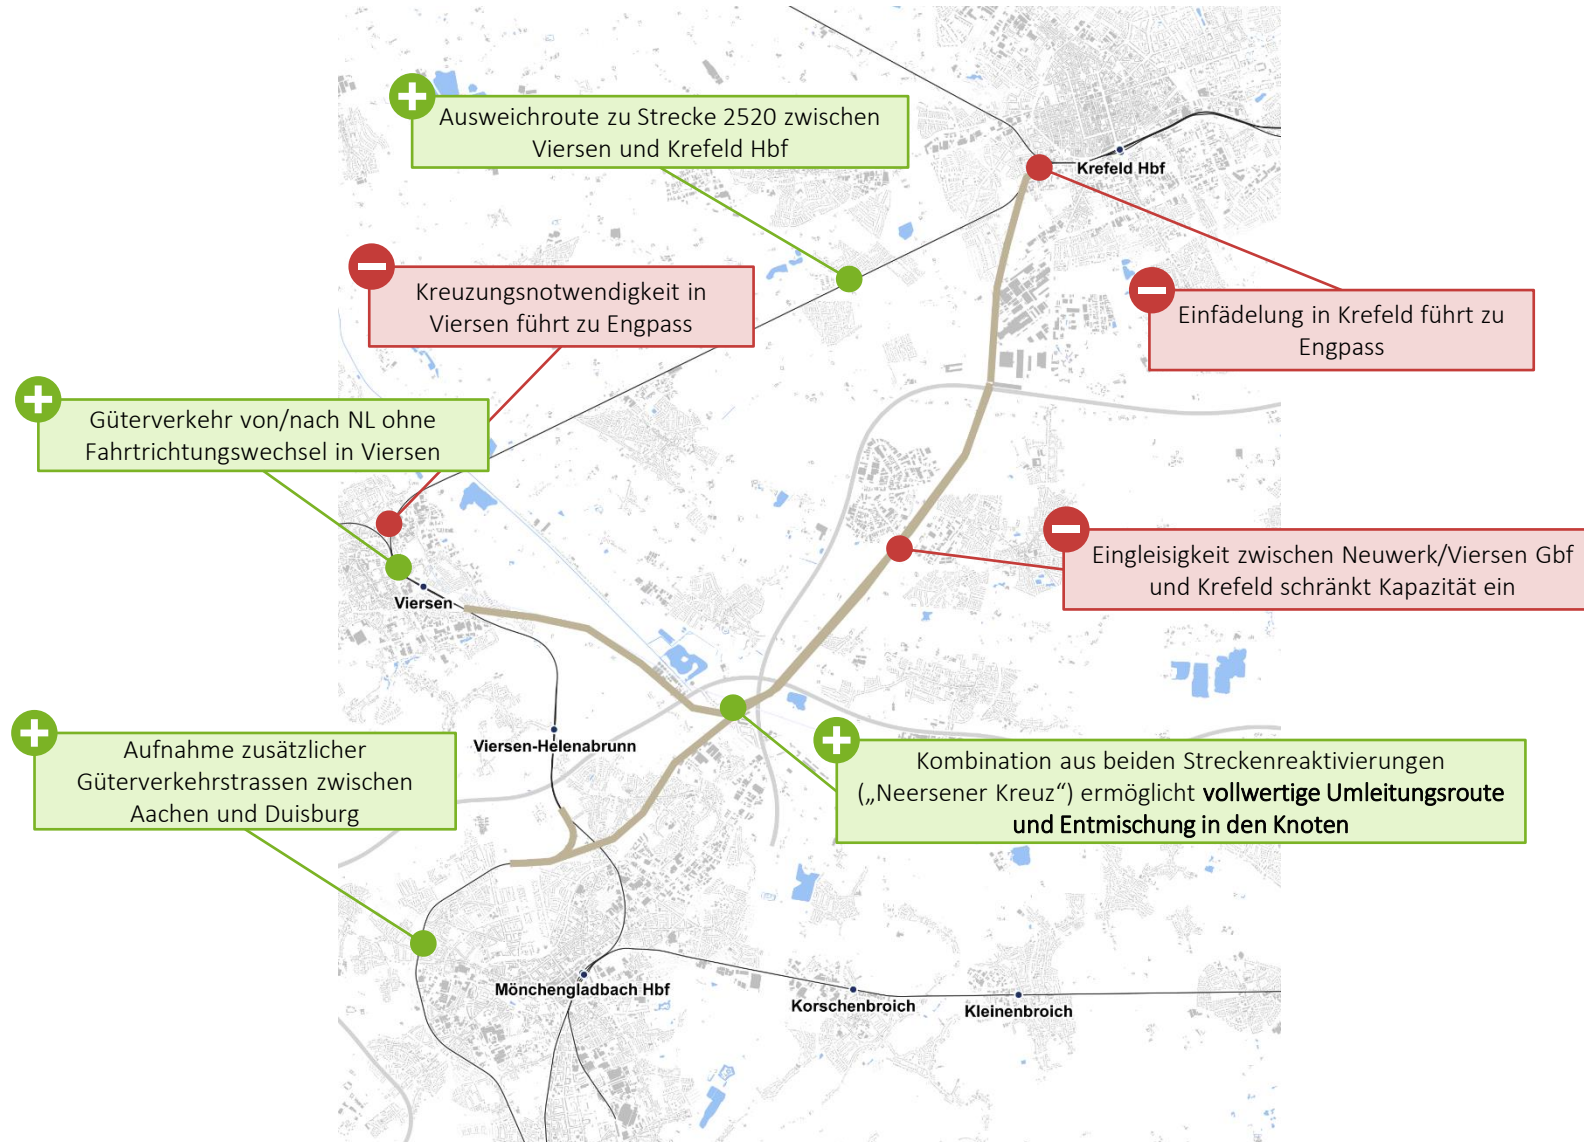 Ausweichroute zu Strecke 2520 zwischen
Viersen und Krefeld Hbf
Krefeld Hbf
Kreuzungsnotwendigkeit in
Viersen führt zu Engpass
Einfädelung in Krefeld führt zu
Engpass
Güterverkehr von/nach NL ohne
Fahrtrichtungswechsel in Viersen
Eingleisigkeit zwischen Neuwerk/Viersen Gbf
und Krefeld schränkt Kapazität ein
Viersen
Viersen-Helenabrunn
Aufnahme zusätzlicher
Güterverkehrstrassen zwischen
Aachen und Duisburg
Kombination aus beiden Streckenreaktivierungen
(„Neersener Kreuz“) ermöglicht vollwertige Umleitungsroute
und Entmischung in den Knoten
Mönchengladbach Hbf
Korschenbroich
Kleinenbroich